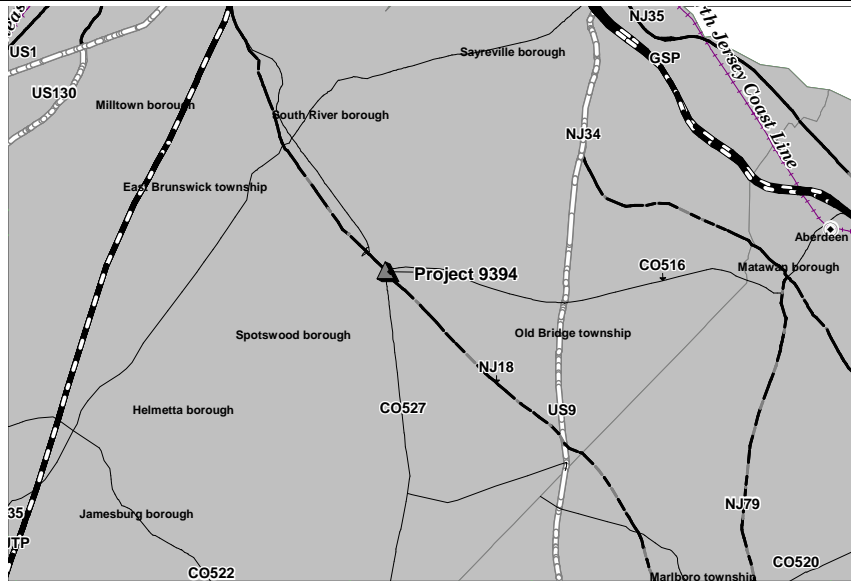 NJ35
US1
Sayreville borough
GSP
th Jersey Coast Line
US130
Milltown borough
South River borough
NJ34
East Brunswick township
Aberdeen
CO516
Matawan borough
Project 9394
Spotswood borough
Old Bridge township
NJ18
CO527
US9
Helmetta borough
NJ79
35
Jamesburg borough
JTP
CO522
CO520
Marlboro township